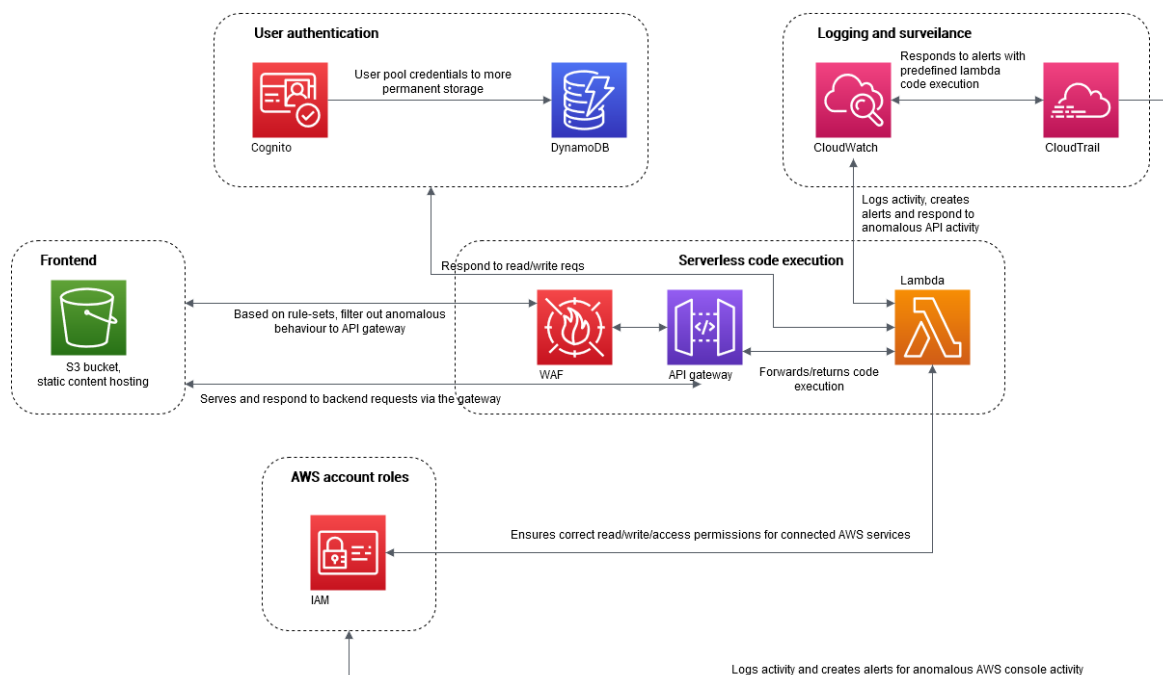 User authentication
User pool credentials to more
permanent storage
Cognito
DynamoDB
Logging and surveilance
Responds to alerts with
predefined lambda
code execution
CloudWatch
CloudTrail
Logs activity, creates
alerts and respond to
anomalous API activity
Frontend
S3 bucket,
static content hosting
Respond to read/write reqs
Serverless code execution
Lambda
Based on rule-sets, filter out anomalous
behaviour to API gateway
WAF
API gateway
Forwards/returns code
execution
Serves and respond to backend requests via the gateway
AWS account roles
IAM
Ensures correct read/write/access permissions for connected AWS services
Logs activity and creates alerts for anomalous AWS console activity